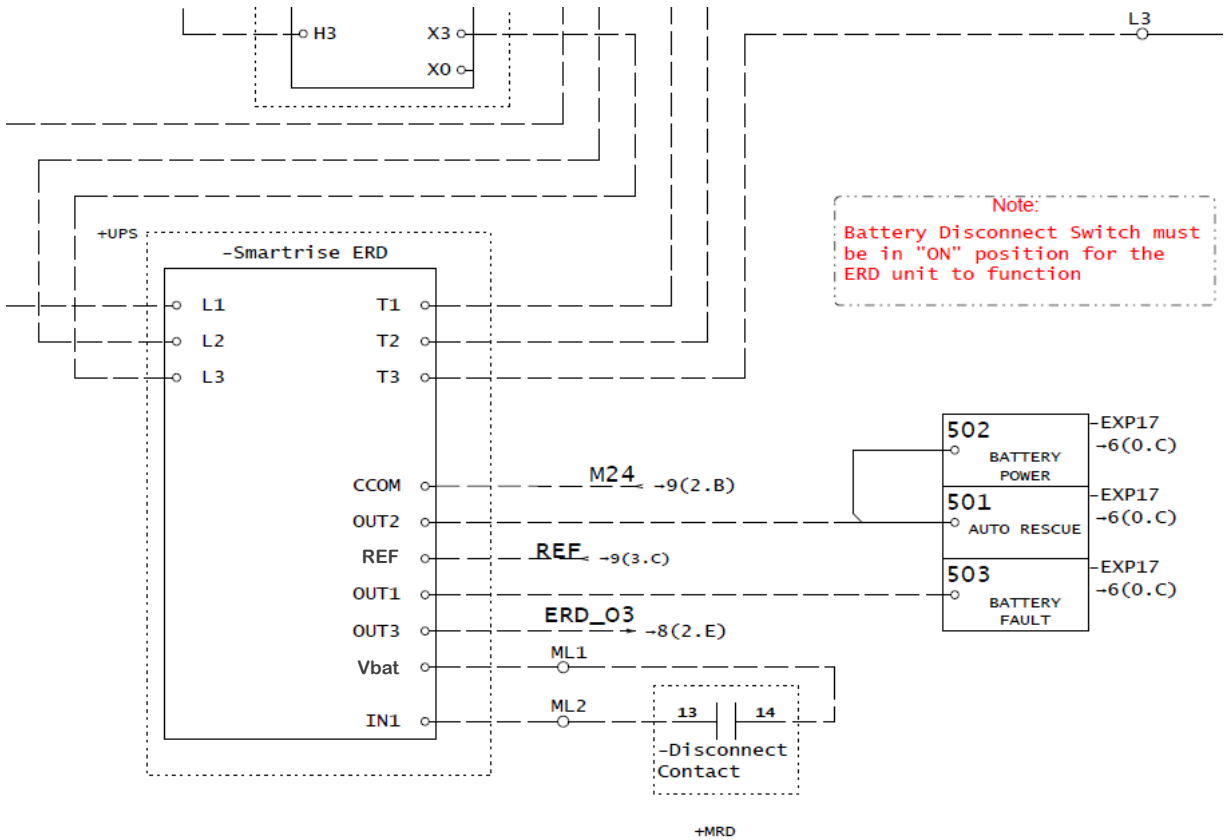 L3
H3 X3
X0
Note:
Battery Disconnect Switch must
be in "ON" position for the
ERD unit to function
+UPS
-Smartrise ERD
L1 T1
L2 T2
L3 T3
CCOM M24 →9(2.B)
OUT2
REF REF →9(3.C)
OUT1
OUT3 ERD_O3 →8(2.E)
Vbat ML1
IN1 ML2
13 14
-Disconnect
Contact
+MRD
502 -EXP17
BATTERY →6(0.C)
POWER
501 -EXP17
AUTO RESCUE →6(0.C)
503 -EXP17
BATTERY →6(0.C)
FAULT